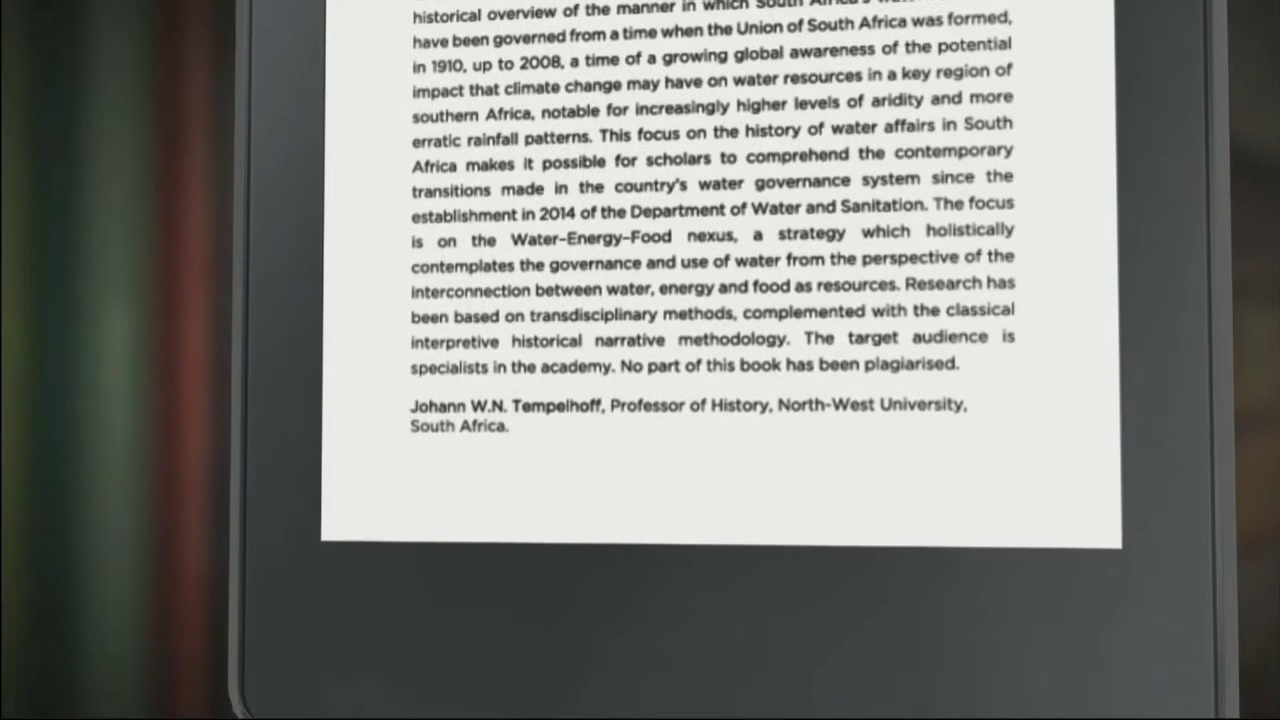 historical overview of the manner in which South
have been governed from a time when the Union of South Africa was formed,
in 1910, up to 2008, a time of a growing global awareness of the potential
impact that climate change may have on water resources in a key region of
southern Africa, notable for increasingly higher levels of aridity and more
erratic rainfall patterns. This focus on the history of water affairs in South
Africa makes it possible for scholars to comprehend the contemporary
transitions made in the country's water governance system since the
establishment in 2014 of the Department of Water and Sanitation. The focus
is on the Water–Energy–Food nexus, a strategy which holistically
contemplates the governance and use of water from the perspective of the
interconnection between water, energy and food as resources. Research has
been based on transdisciplinary methods, complemented with the classical
interpretive historical narrative methodology. The target audience is
specialists in the academy. No part of this book has been plagiarised.
Johann W.N. Tempelhoff, Professor of History, North-West University,
South Africa.